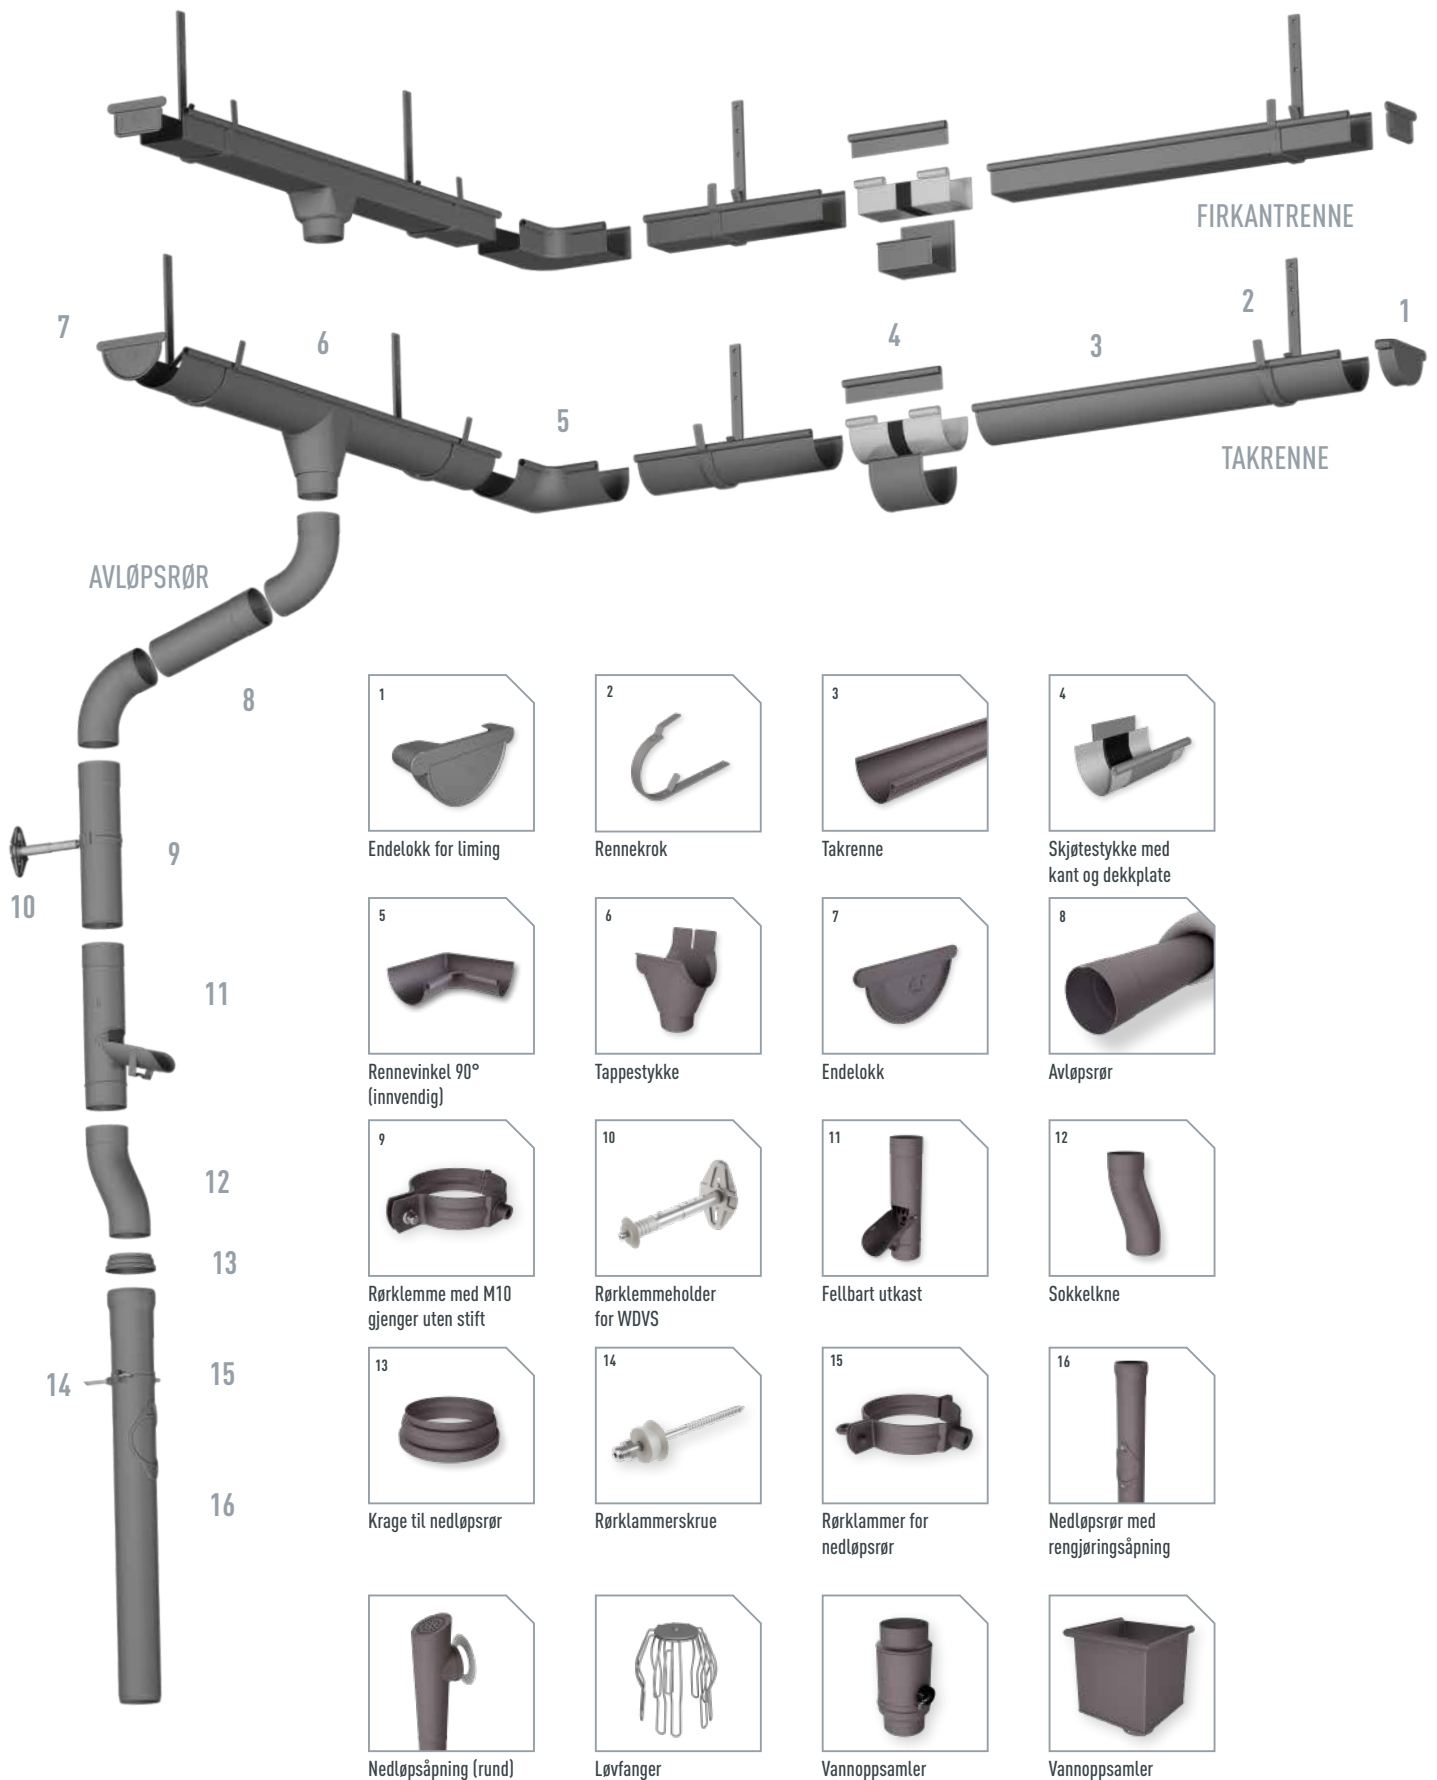 FIRKANTRENNE
7
6
5
4
3
2
1
TAKRENNE
AVLØPSRØR
8
9
10
11
12
13
14
15
16
1
Endelokk for liming
2
Rennekrok
3
Takrenne
4
Skjøtestykke med
kant og dekkplate
5
Rennevinkel 90°
(innvendig)
6
Tappestykke
7
Endelokk
8
Avløpsrør
9
Rørklemme med M10
gjenger uten stift
10
Rørklemmeholder
for WDVS
11
Fellbart utkast
12
Sokkelkne
13
Krage til nedløpsrør
14
Rørklammerskrue
15
Rørklammer for
nedløpsrør
16
Nedløpsrør med
rengjøringsåpning
Nedløpsåpning (rund)
Løvfanger
Vannoppsamler
Vannoppsamler